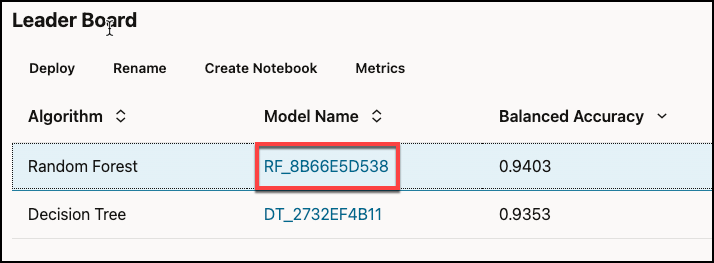 Leader Board
Deploy Rename Create Notebook Metrics
Algorithm Model Name Balanced Accuracy
Random Forest RF_8B66E5D538 0.9403
Decision Tree DT_2732EF4B11 0.9353